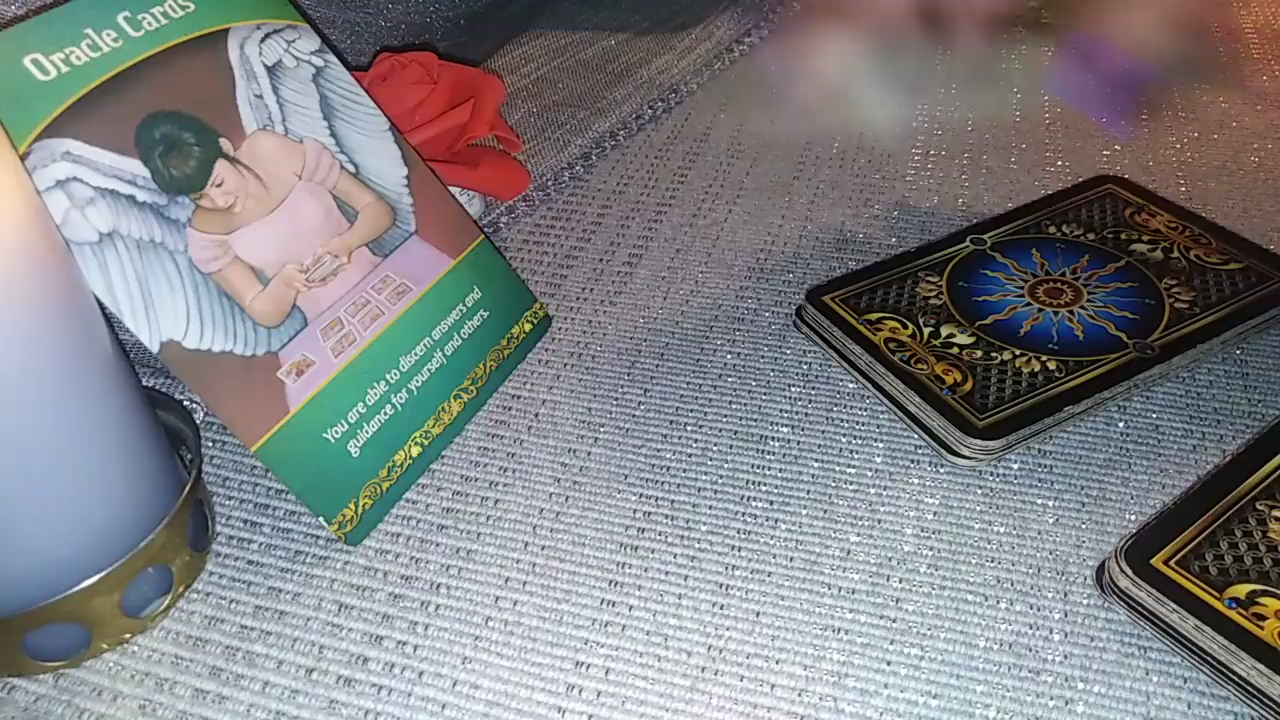 Oracle Cards
You are able to discern answers and
guidance for yourself and others.